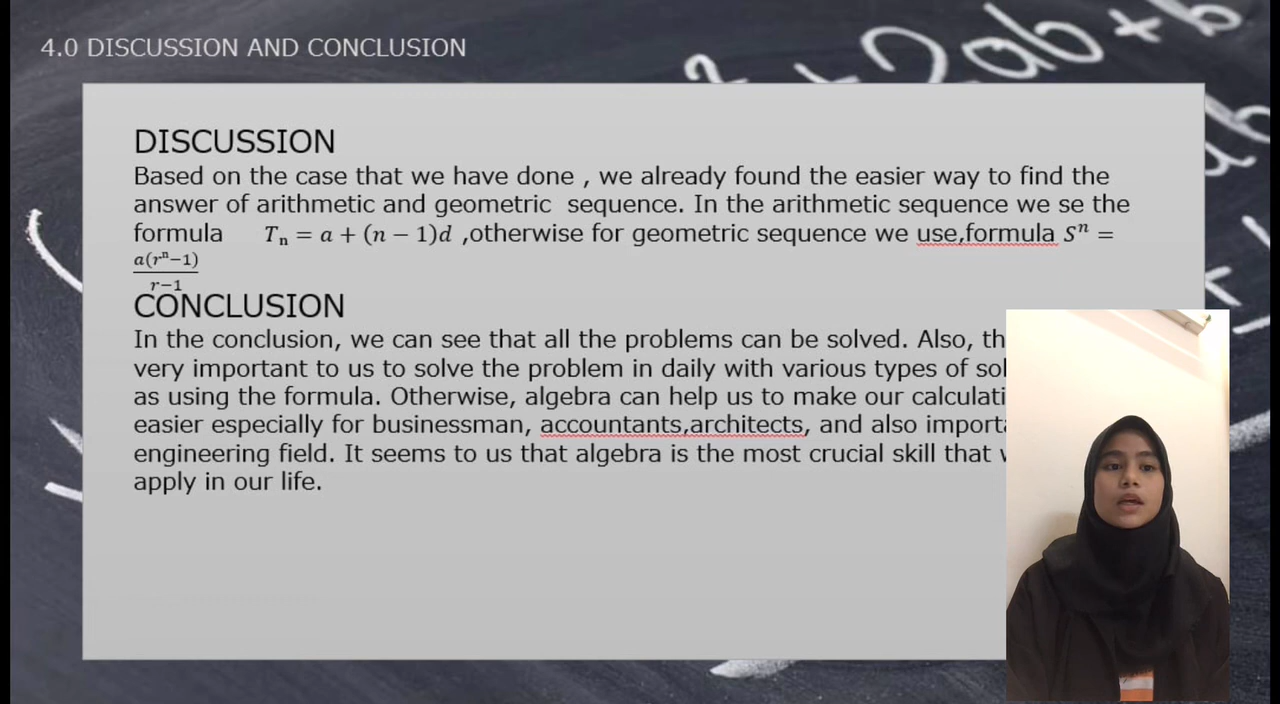 4.0 DISCUSSION AND CONCLUSION
DISCUSSION
Based on the case that we have done , we already found the easier way to find the
answer of arithmetic and geometric sequence. In the arithmetic sequence we se the
formula Tₙ = a + (n − 1)d ,otherwise for geometric sequence we use,formula Sⁿ =
a(rⁿ−1)
r−1
CONCLUSION
In the conclusion, we can see that all the problems can be solved. Also,
very important to us to solve the problem in daily with various types of
as using the formula. Otherwise, algebra can help us to make our
easier especially for businessman, accountants,architects, and also
engineering field. It seems to us that algebra is the most crucial skill that
apply in our life.